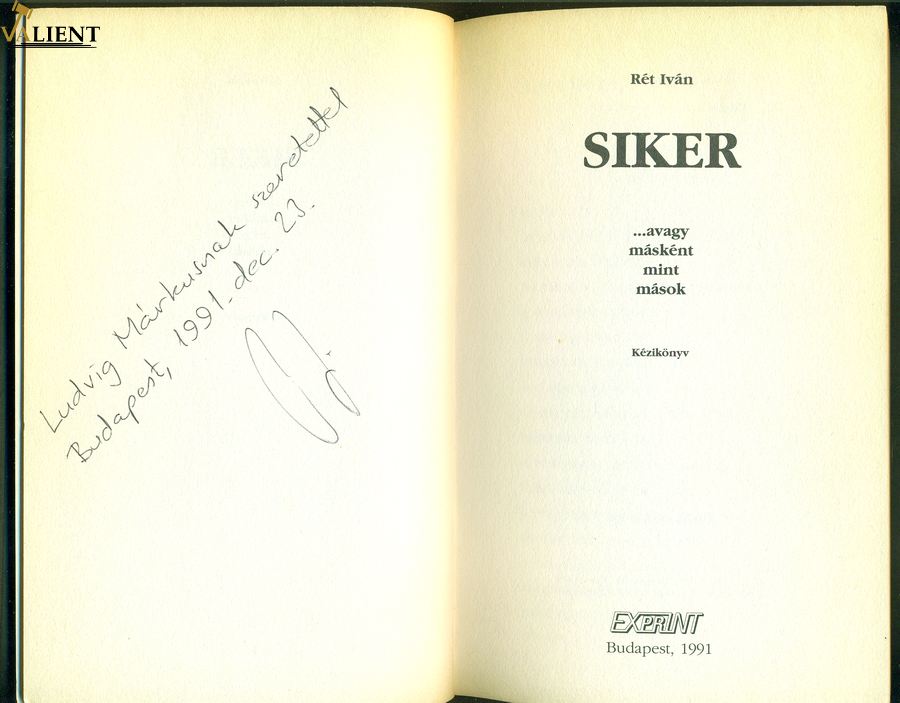 VALIENT
Ludvig Márkusnak szeretettel
Budapest, 1991. dec. 23.
Rét Iván
SIKER
...avagy
másként
mint
mások
Kézikönyv
EXPRINT
Budapest, 1991